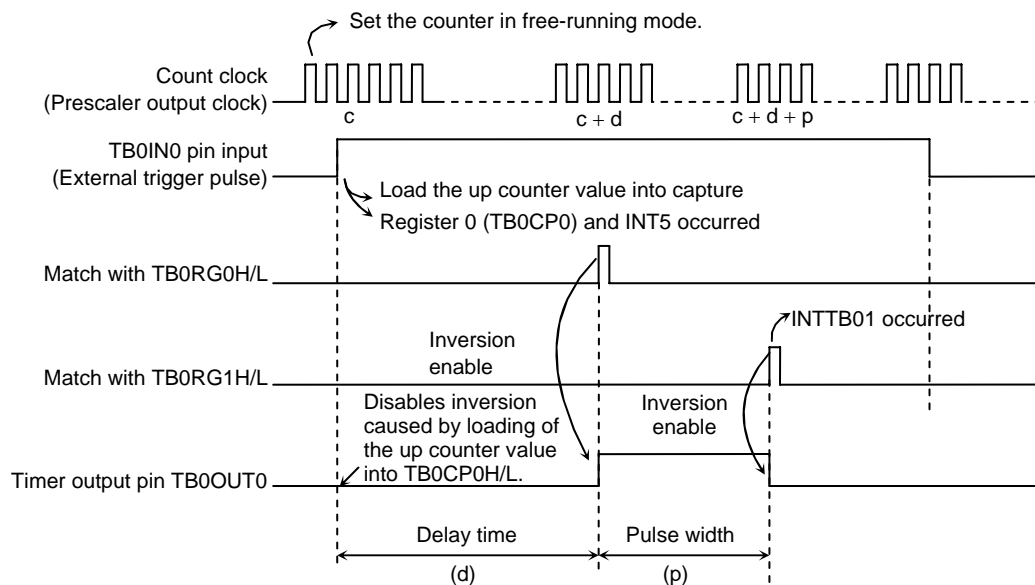 Set the counter in free-running mode.
Count clock
(Prescaler output clock)
c
c + d
c + d + p
TB0IN0 pin input
(External trigger pulse)
Load the up counter value into capture
Register 0 (TB0CP0) and INT5 occurred
Match with TB0RG0H/L
INTTB01 occurred
Inversion
enable
Match with TB0RG1H/L
Disables inversion
caused by loading of
the up counter value
into TB0CP0H/L.
Inversion
enable
Timer output pin TB0OUT0
Delay time
Pulse width
(d)
(p)